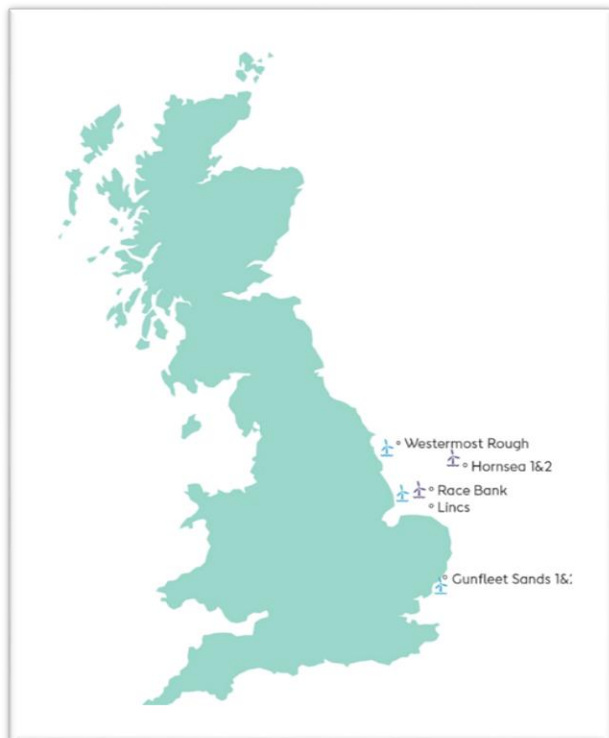 Westermost Rough
Hornsea 1&2
Race Bank
Lincs
Gunfleet Sands 1&